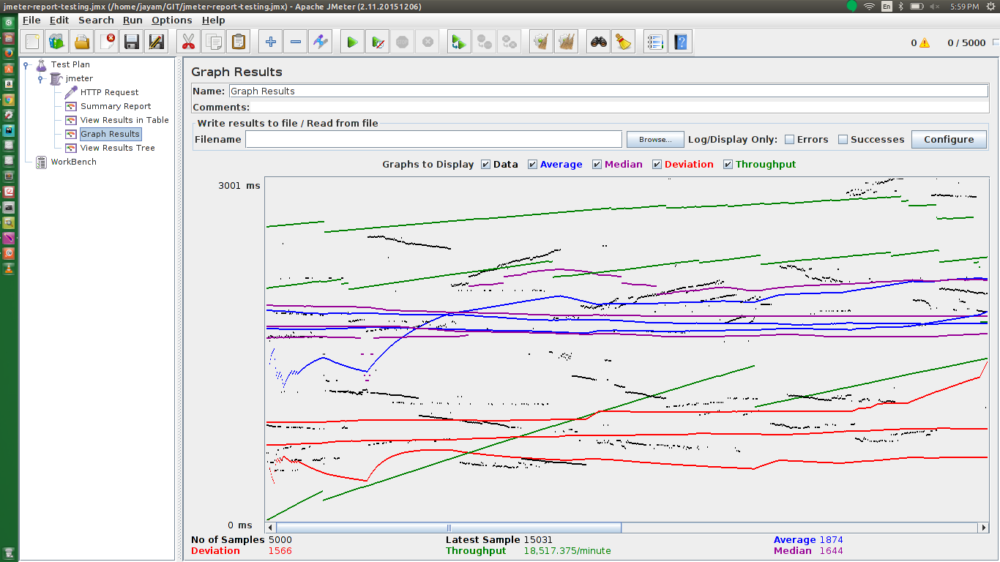 jmeter-report-testing.jmx (/home/jayam/GIT/jmeter-report-testing.jmx) - Apache JMeter (2.11.20151206)
En
5:59 PM
File Edit Search Run Options Help
0
0 / 5000
Test Plan
jmeter
HTTP Request
Summary Report
View Results in Table
Graph Results
View Results Tree
WorkBench
Graph Results
Name: Graph Results
Comments:
Write results to file / Read from file
Filename
Browse...
Log/Display Only:
Errors
Successes
Configure
Graphs to Display
Data
Average
Median
Deviation
Throughput
3001 ms
0 ms
No of Samples 5000
Latest Sample 15031
Average 1874
Deviation 1566
Throughput 18,517.375/minute
Median 1644